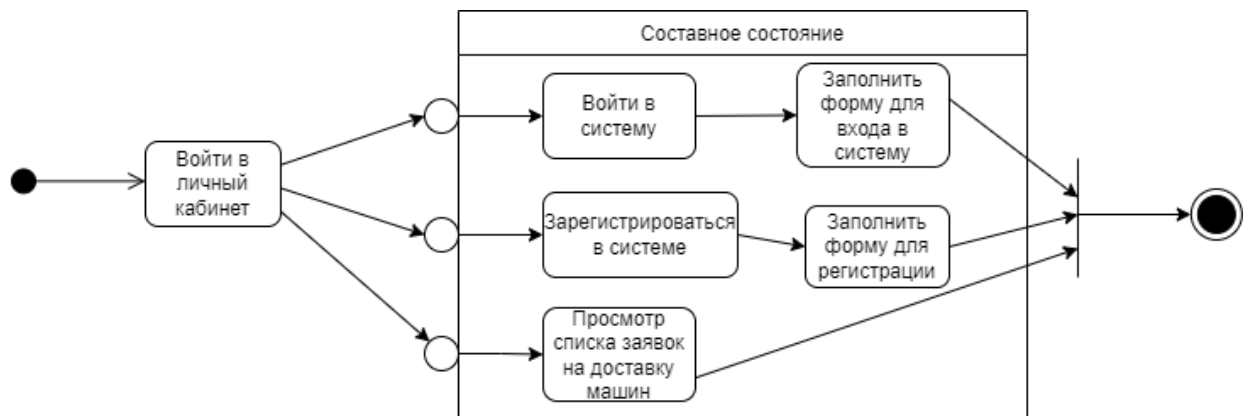 Составное состояние
Войти в
личный
кабинет
Войти в
систему
Заполнить
форму для
входа в
систему
Зарегистрироваться
в системе
Заполнить
форму для
регистрации
Просмотр
списка заявок
на доставку
машин